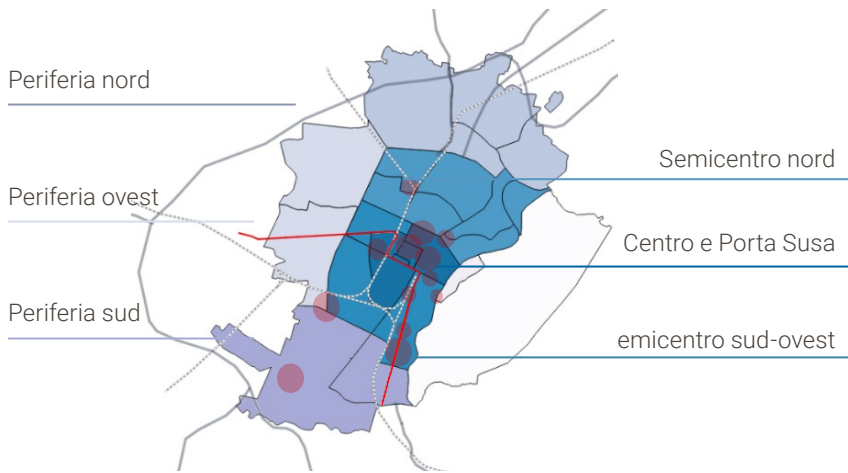 Periferia nord
Semicentro nord
Periferia ovest
Centro e Porta Susa
Periferia sud
emicentro sud-ovest